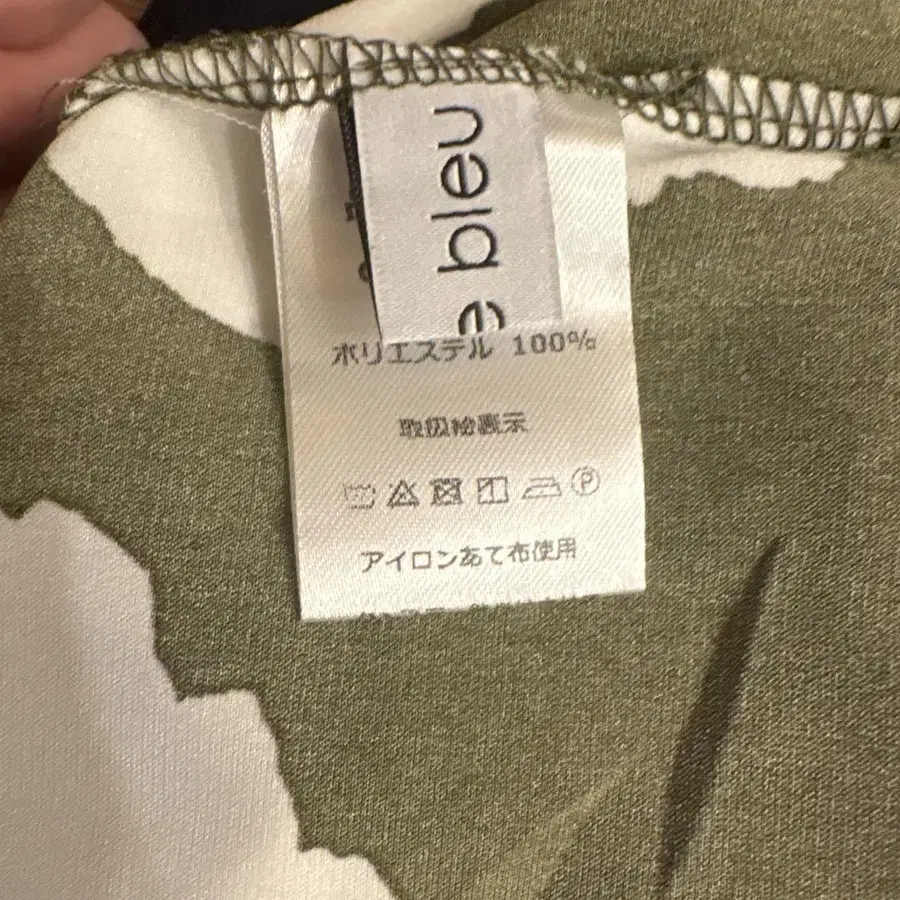 e bleu
ポリエステル 100%
取扱絵表示
P
アイロンあて布使用